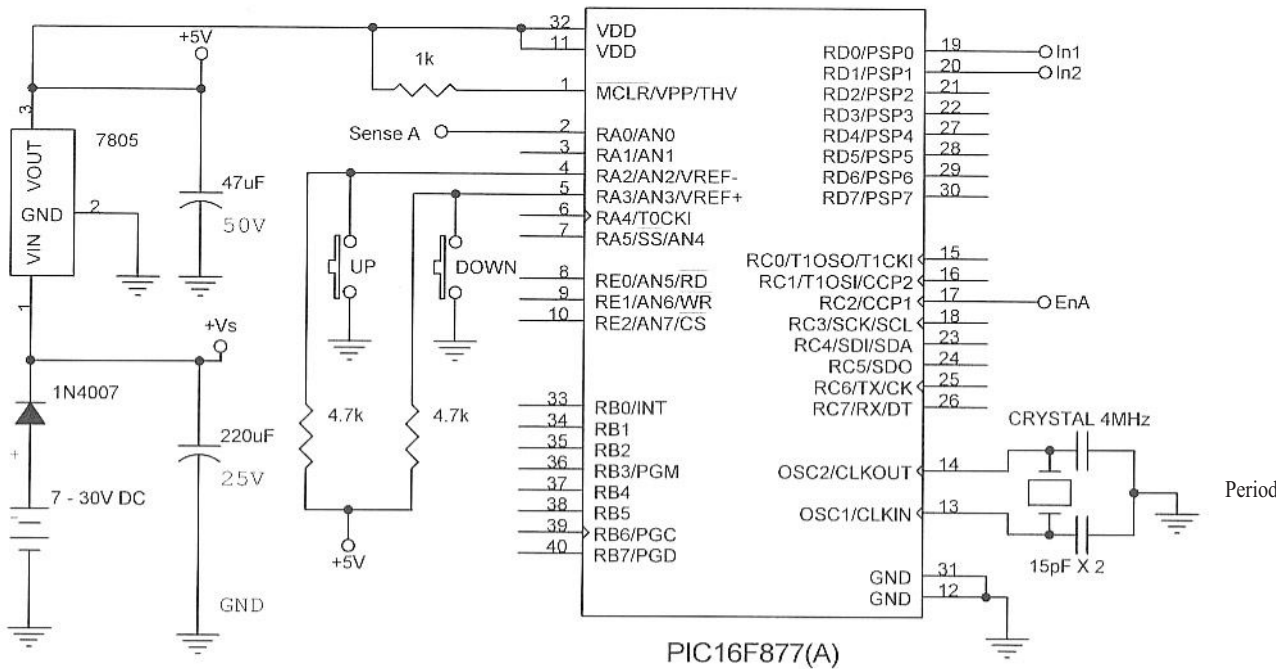 +5V
3
7805
VOUT
GND
VIN
2
1
47uF
50V
+Vs
1N4007
+
220uF
25V
7 - 30V DC
-
GND
1k
Sense A
UP
DOWN
4.7k
4.7k
+5V
32 VDD
11 VDD
1 MCLR/VPP/THV
2 RA0/AN0
3 RA1/AN1
4 RA2/AN2/VREF-
5 RA3/AN3/VREF+
6 RA4/T0CKI
7 RA5/SS/AN4
8 RE0/AN5/RD
9 RE1/AN6/WR
10 RE2/AN7/CS
33 RB0/INT
34 RB1
35 RB2
36 RB3/PGM
37 RB4
38 RB5
39 RB6/PGC
40 RB7/PGD
RD0/PSP0 19 In1
RD1/PSP1 20 In2
RD2/PSP2 21
RD3/PSP3 22
RD4/PSP4 27
RD5/PSP5 28
RD6/PSP6 29
RD7/PSP7 30
RC0/T1OSO/T1CKI 15
RC1/T1OSI/CCP2 16
RC2/CCP1 17 EnA
RC3/SCK/SCL 18
RC4/SDI/SDA 23
RC5/SDO 24
RC6/TX/CK 25
RC7/RX/DT 26
CRYSTAL 4MHz
OSC2/CLKOUT 14
OSC1/CLKIN 13
15pF X 2
GND 31
GND 12
PIC16F877(A)
Period